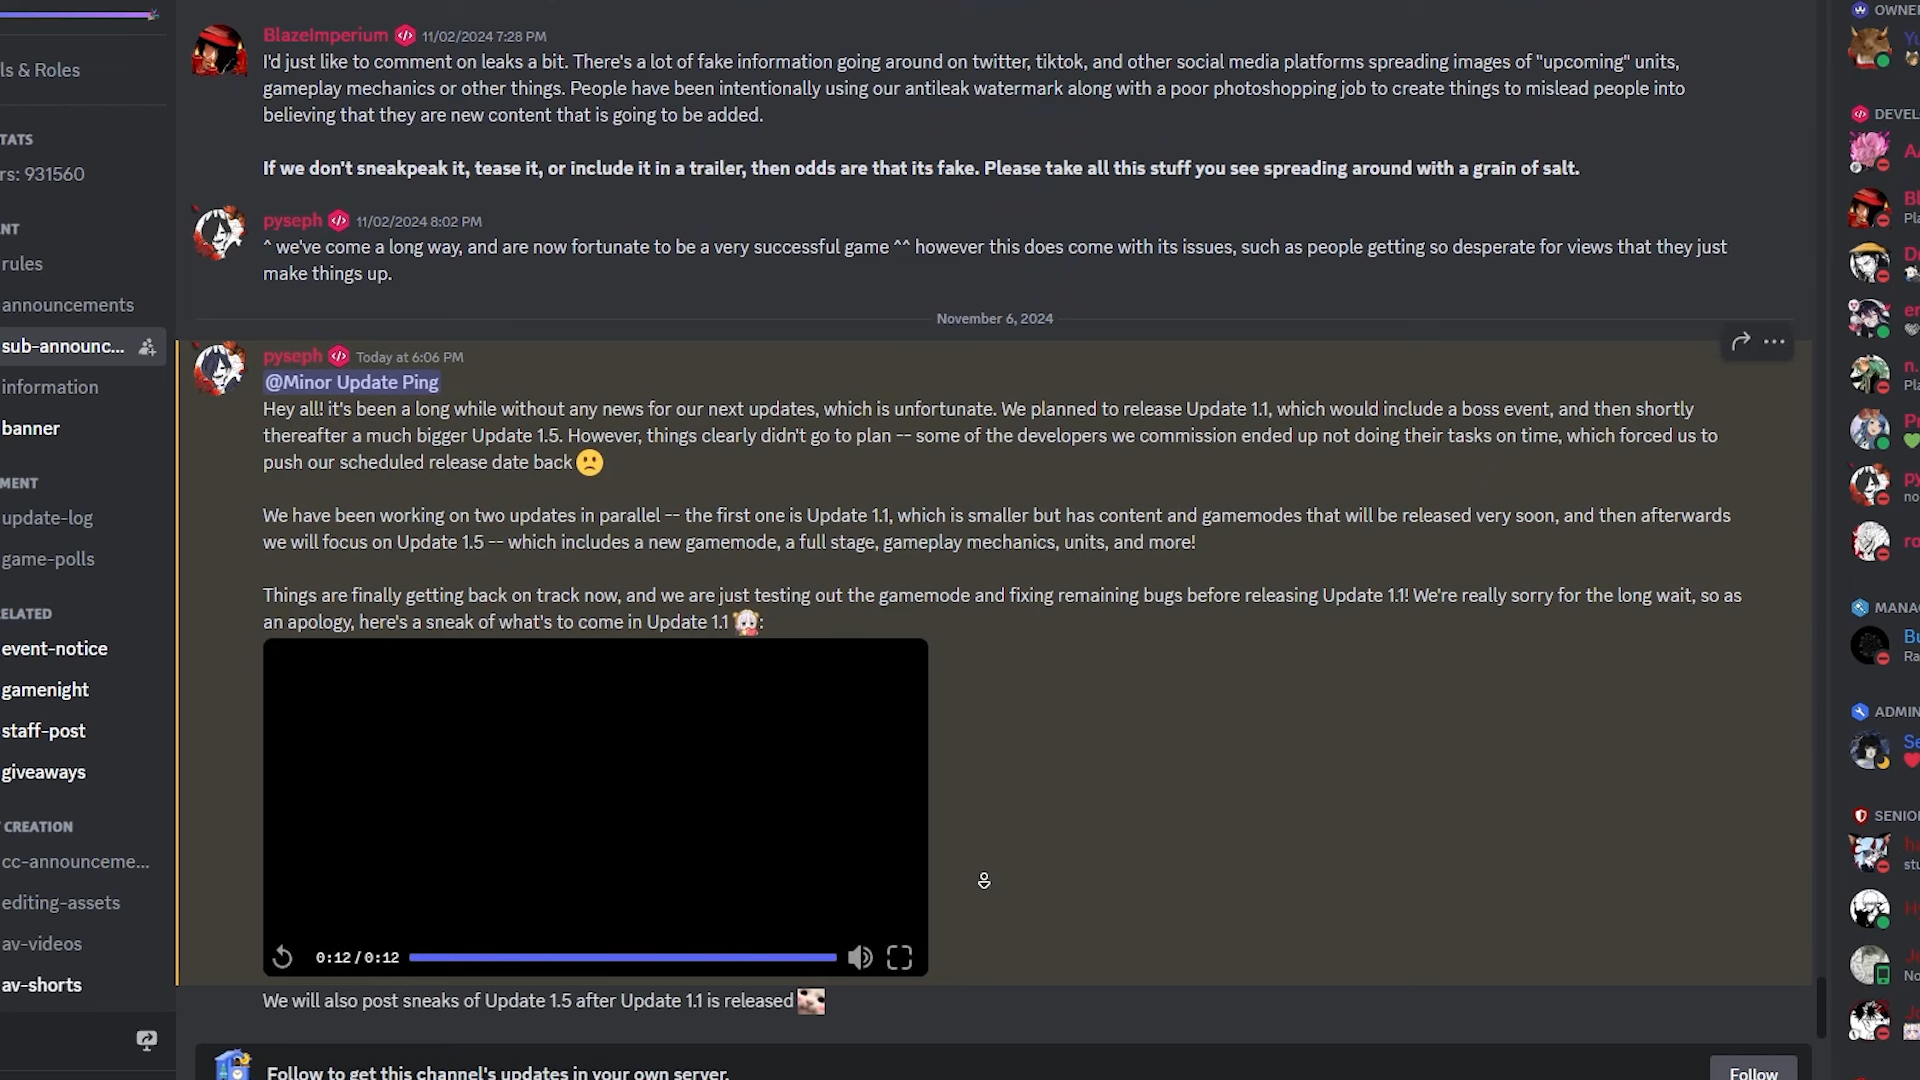 ls & Roles
TATS
rs: 931560
NT
rules
announcements
sub-announc...
information
banner
MENT
update-log
game-polls
ELATED
event-notice
gamenight
staff-post
giveaways
CREATION
cc-announceme...
editing-assets
av-videos
av-shorts
BlazeImperium 11/02/2024 7:28 PM
I'd just like to comment on leaks a bit. There's a lot of fake information going around on twitter, tiktok, and other social media platforms spreading images of "upcoming" units,
gameplay mechanics or other things. People have been intentionally using our antileak watermark along with a poor photoshopping job to create things to mislead people into
believing that they are new content that is going to be added.
If we don't sneakpeak it, tease it, or include it in a trailer, then odds are that its fake. Please take all this stuff you see spreading around with a grain of salt.
pyseph 11/02/2024 8:02 PM
^ we've come a long way, and are now fortunate to be a very successful game ^^ however this does come with its issues, such as people getting so desperate for views that they just
make things up.
November 6, 2024
pyseph Today at 6:06 PM
@Minor Update Ping
Hey all! it's been a long while without any news for our next updates, which is unfortunate. We planned to release Update 1.1, which would include a boss event, and then shortly
thereafter a much bigger Update 1.5. However, things clearly didn't go to plan -- some of the developers we commission ended up not doing their tasks on time, which forced us to
push our scheduled release date back
We have been working on two updates in parallel -- the first one is Update 1.1, which is smaller but has content and gamemodes that will be released very soon, and then afterwards
we will focus on Update 1.5 -- which includes a new gamemode, a full stage, gameplay mechanics, units, and more!
Things are finally getting back on track now, and we are just testing out the gamemode and fixing remaining bugs before releasing Update 1.1! We're really sorry for the long wait, so as
an apology, here's a sneak of what's to come in Update 1.1 :
0:12/0:12
We will also post sneaks of Update 1.5 after Update 1.1 is released
Follow to get this channel's updates in your own server.
Follow
OWNER
Yu
DEVEL
A
Bl
Pla
D
er
n.
Pla
P
py
no
ro
MANA
Bu
Ra
ADMIN
Se
SENIO
ha
stu
H
Ju
No